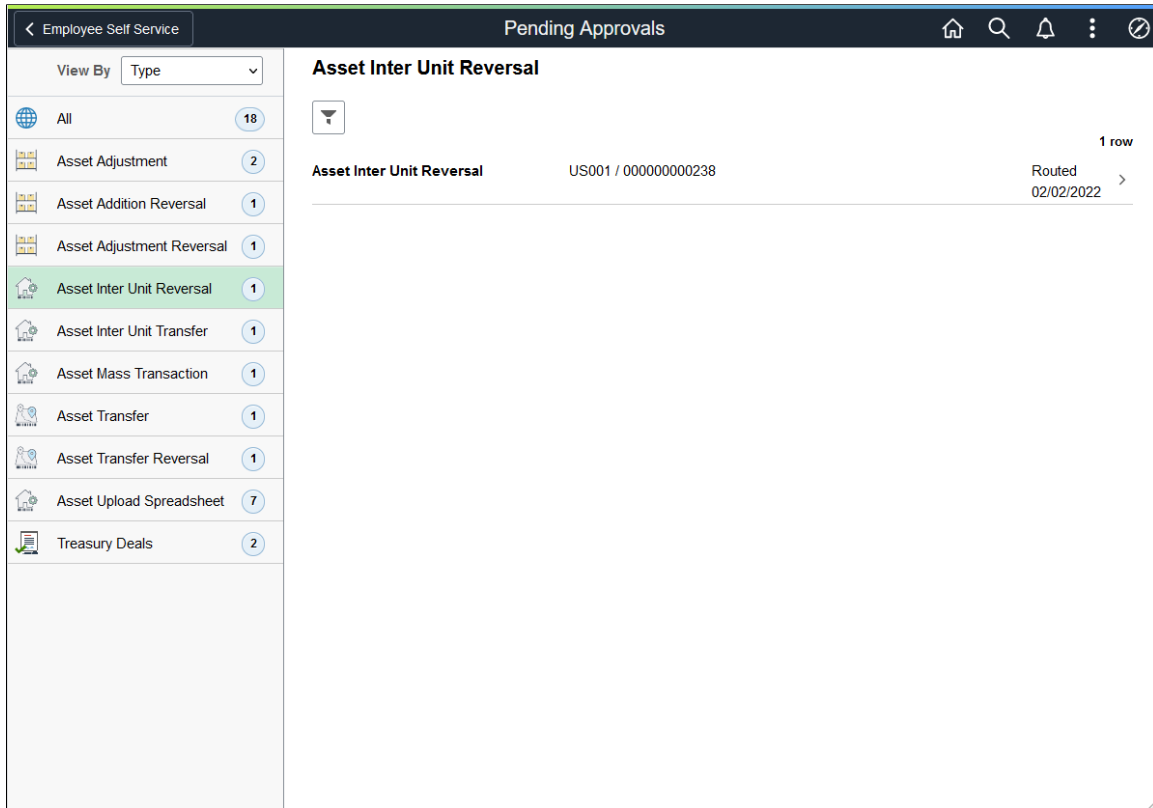 Employee Self Service
Pending Approvals
View By Type
All 18
Asset Adjustment 2
Asset Addition Reversal 1
Asset Adjustment Reversal 1
Asset Inter Unit Reversal 1
Asset Inter Unit Transfer 1
Asset Mass Transaction 1
Asset Transfer 1
Asset Transfer Reversal 1
Asset Upload Spreadsheet 7
Treasury Deals 2
Asset Inter Unit Reversal
1 row
Asset Inter Unit Reversal US001 / 000000000238 Routed
02/02/2022